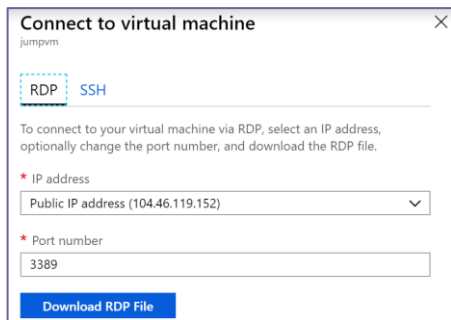 Connect to virtual machine
jumpvm
RDP SSH
To connect to your virtual machine via RDP, select an IP address,
optionally change the port number, and download the RDP file.
* IP address
Public IP address (104.46.119.152)
* Port number
3389
Download RDP File